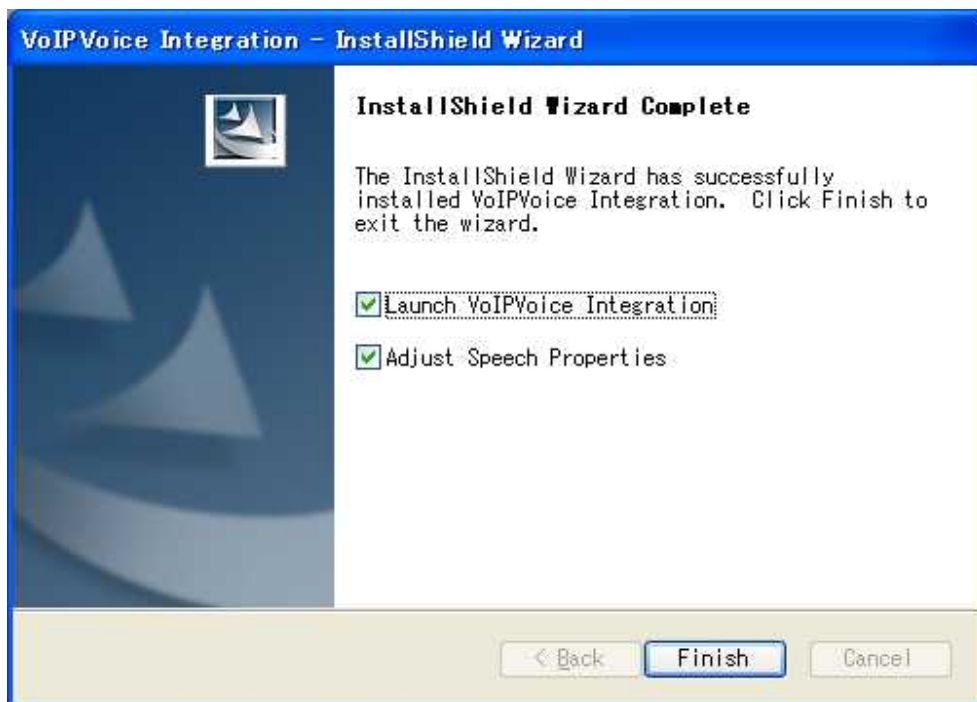 VoIPVoice Integration - InstallShield Wizard
InstallShield Wizard Complete
The InstallShield Wizard has successfully
installed VoIPVoice Integration.  Click Finish to
exit the wizard.
Launch VoIPVoice Integration
Adjust Speech Properties
< Back
Finish
Cancel